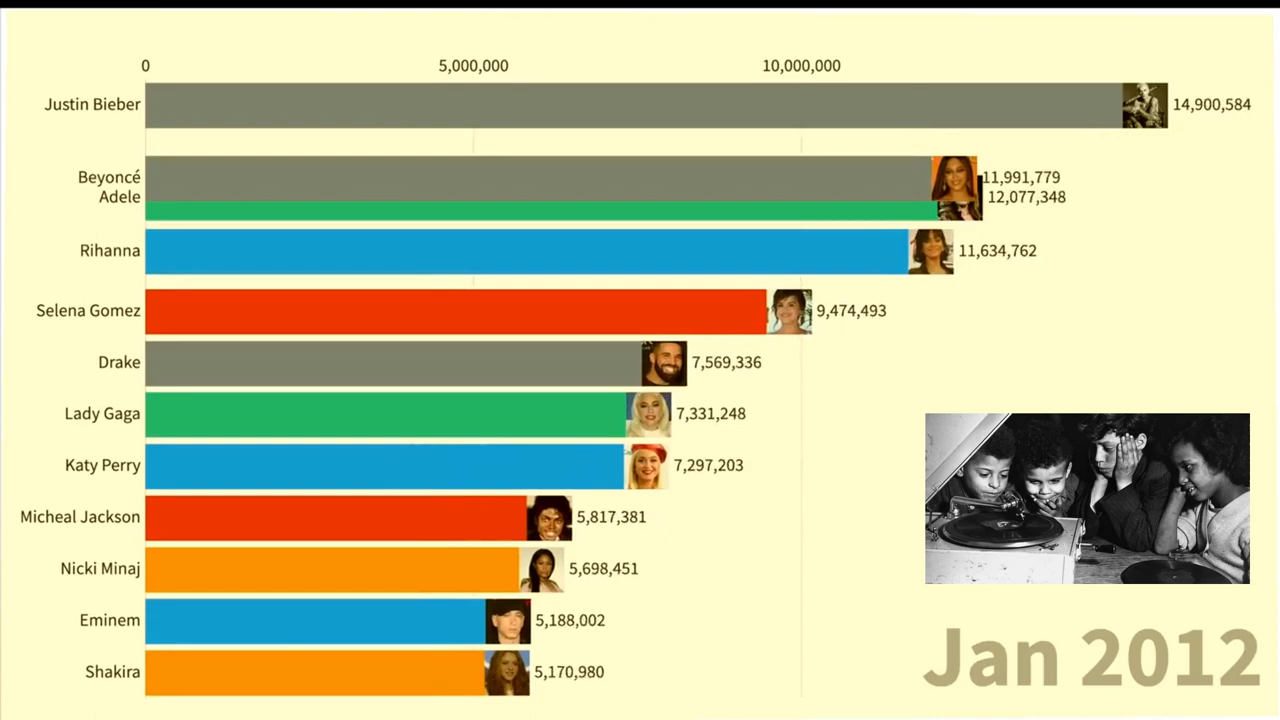 0 5,000,000 10,000,000
Justin Bieber 14,900,584
Beyoncé 11,991,779
Adele 12,077,348
Rihanna 11,634,762
Selena Gomez 9,474,493
Drake 7,569,336
Lady Gaga 7,331,248
Katy Perry 7,297,203
Micheal Jackson 5,817,381
Nicki Minaj 5,698,451
Eminem 5,188,002
Shakira 5,170,980
Jan 2012